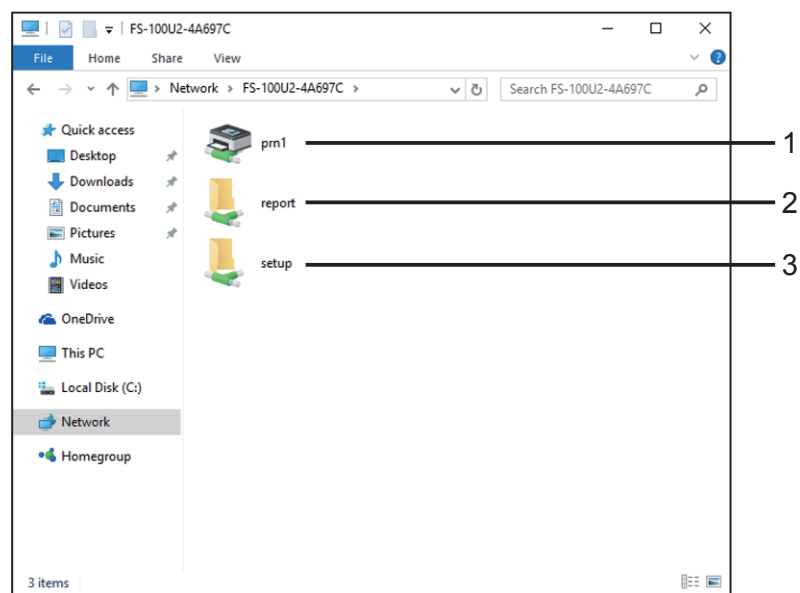 FS-100U2-4A697C
File Home Share View
Network > FS-100U2-4A697C > Search FS-100U2-4A697C
Quick access
Desktop
Downloads
Documents
Pictures
Music
Videos
OneDrive
This PC
Local Disk (C:)
Network
Homegroup
prn1 1
report 2
setup 3
3 items